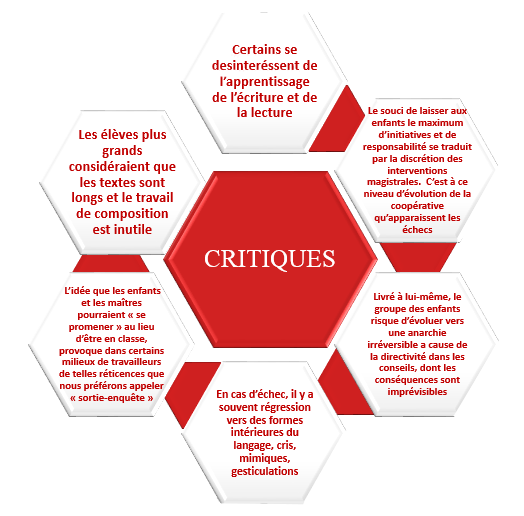 Certains se
desinteréssent de
l'apprentissage
de l'écriture et de
la lecture
Le souci de laisser aux
enfants le maximum
d'initiatives et de
responsabilité se traduit
par la discrétion des
interventions
magistrales. C'est à ce
niveau d'évolution de la
coopérative
qu'apparaissent les
échecs
Les élèves plus
grands
considéraient que
les textes sont
longs et le travail
de composition
est inutile
CRITIQUES
L'idée que les enfants
et les maîtres
pourraient « se
promener » au lieu
d'être en classe,
provoque dans certains
milieux de travailleurs
de telles réticences que
nous préférons appeler
« sortie-enquête »
Livré à lui-même, le
groupe des enfants
risque d'évoluer vers
une anarchie
irréversible a cause de
la directivité dans les
conseils, dont les
conséquences sont
imprévisibles
En cas d'échec, il y a
souvent régression
vers des formes
intérieures du
langage, cris,
mimiques,
gesticulations